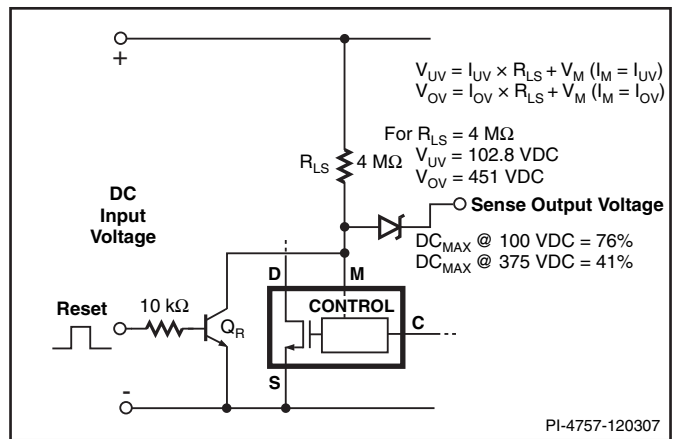 +
V_UV = I_UV × R_LS + V_M (I_M = I_UV)
V_OV = I_OV × R_LS + V_M (I_M = I_OV)
For R_LS = 4 MΩ
V_UV = 102.8 VDC
V_OV = 451 VDC
R_LS
4 MΩ
DC
Input
Voltage
Sense Output Voltage
DC_MAX @ 100 VDC = 76%
DC_MAX @ 375 VDC = 41%
D
M
CONTROL
C
Reset
10 kΩ
Q_R
S
-
PI-4757-120307